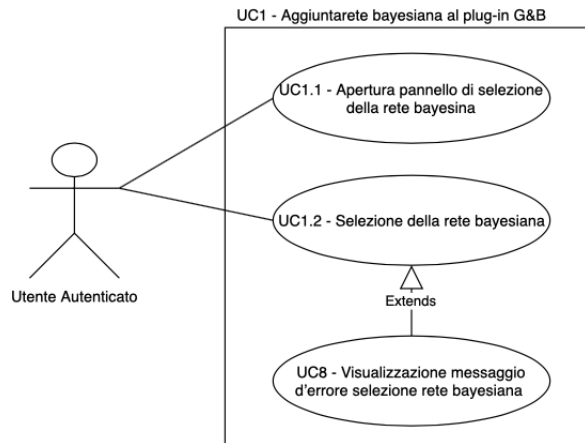 UC1 - Aggiuntarete bayesiana al plug-in G&B
UC1.1 - Apertura pannello di selezione
della rete bayesina
UC1.2 - Selezione della rete bayesiana
Utente Autenticato
Extends
UC8 - Visualizzazione messaggio
d'errore selezione rete bayesiana